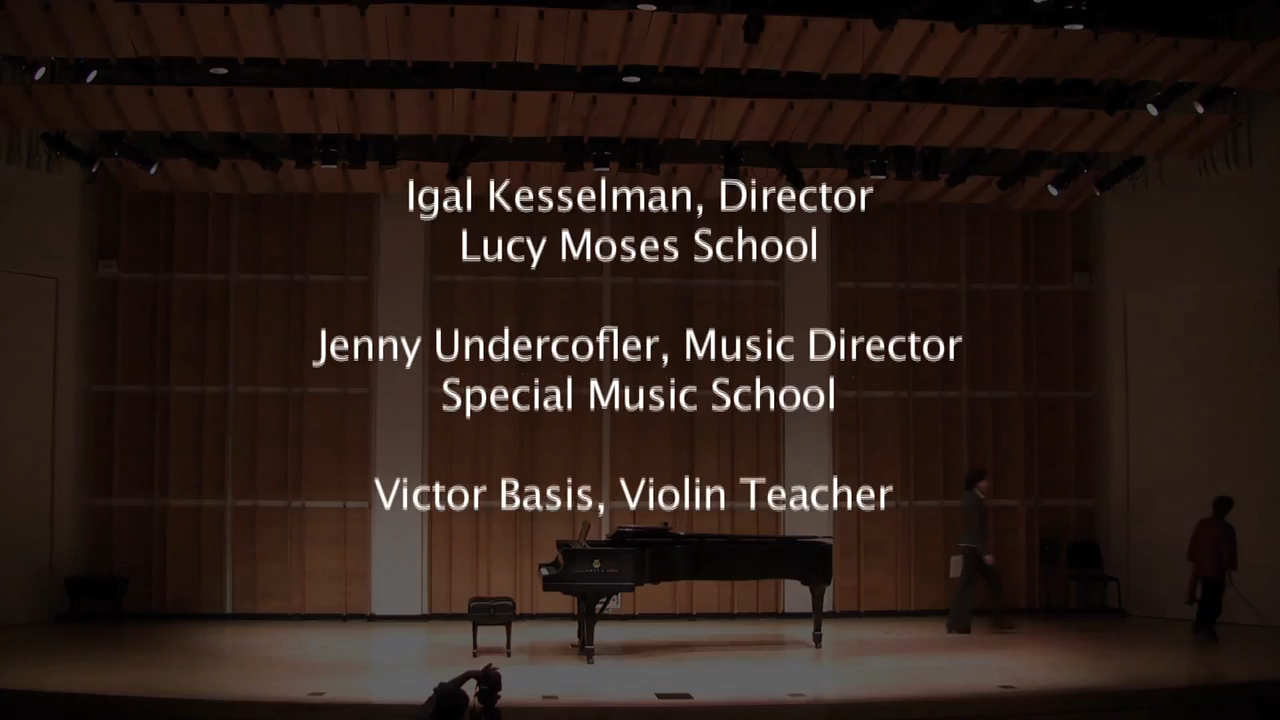 Igal Kesselman, Director
Lucy Moses School
Jenny Undercofler, Music Director
Special Music School
Victor Basis, Violin Teacher